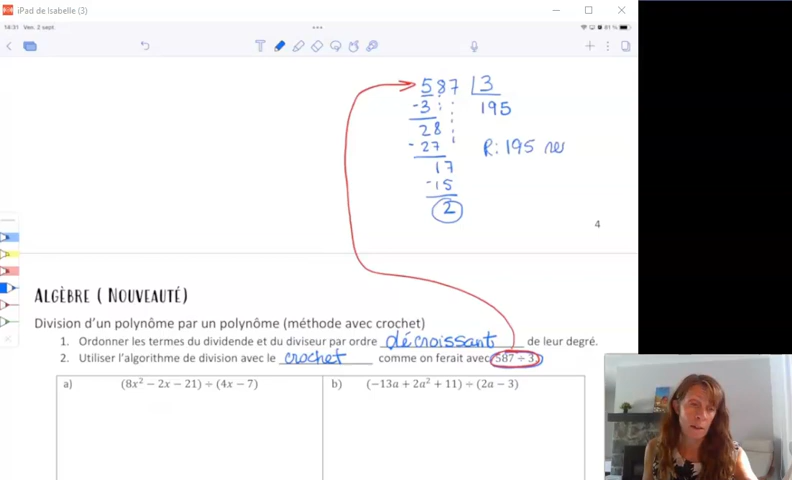 iPad de Isabelle (3)
14:31 Ven. 2 sept.
81 %
587 3
-3 195
28
-27 R: 195 res
17
-15
2
4
ALGÈBRE ( NOUVEAUTÉ)
Division d'un polynôme par un polynôme (méthode avec crochet)
1. Ordonner les termes du dividende et du diviseur par ordre décroissant de leur degré.
2. Utiliser l'algorithme de division avec le crochet comme on ferait avec 587 ÷ 3
a) (8x² − 2x − 21) ÷ (4x − 7) b) (−13a + 2a² + 11) ÷ (2a − 3)